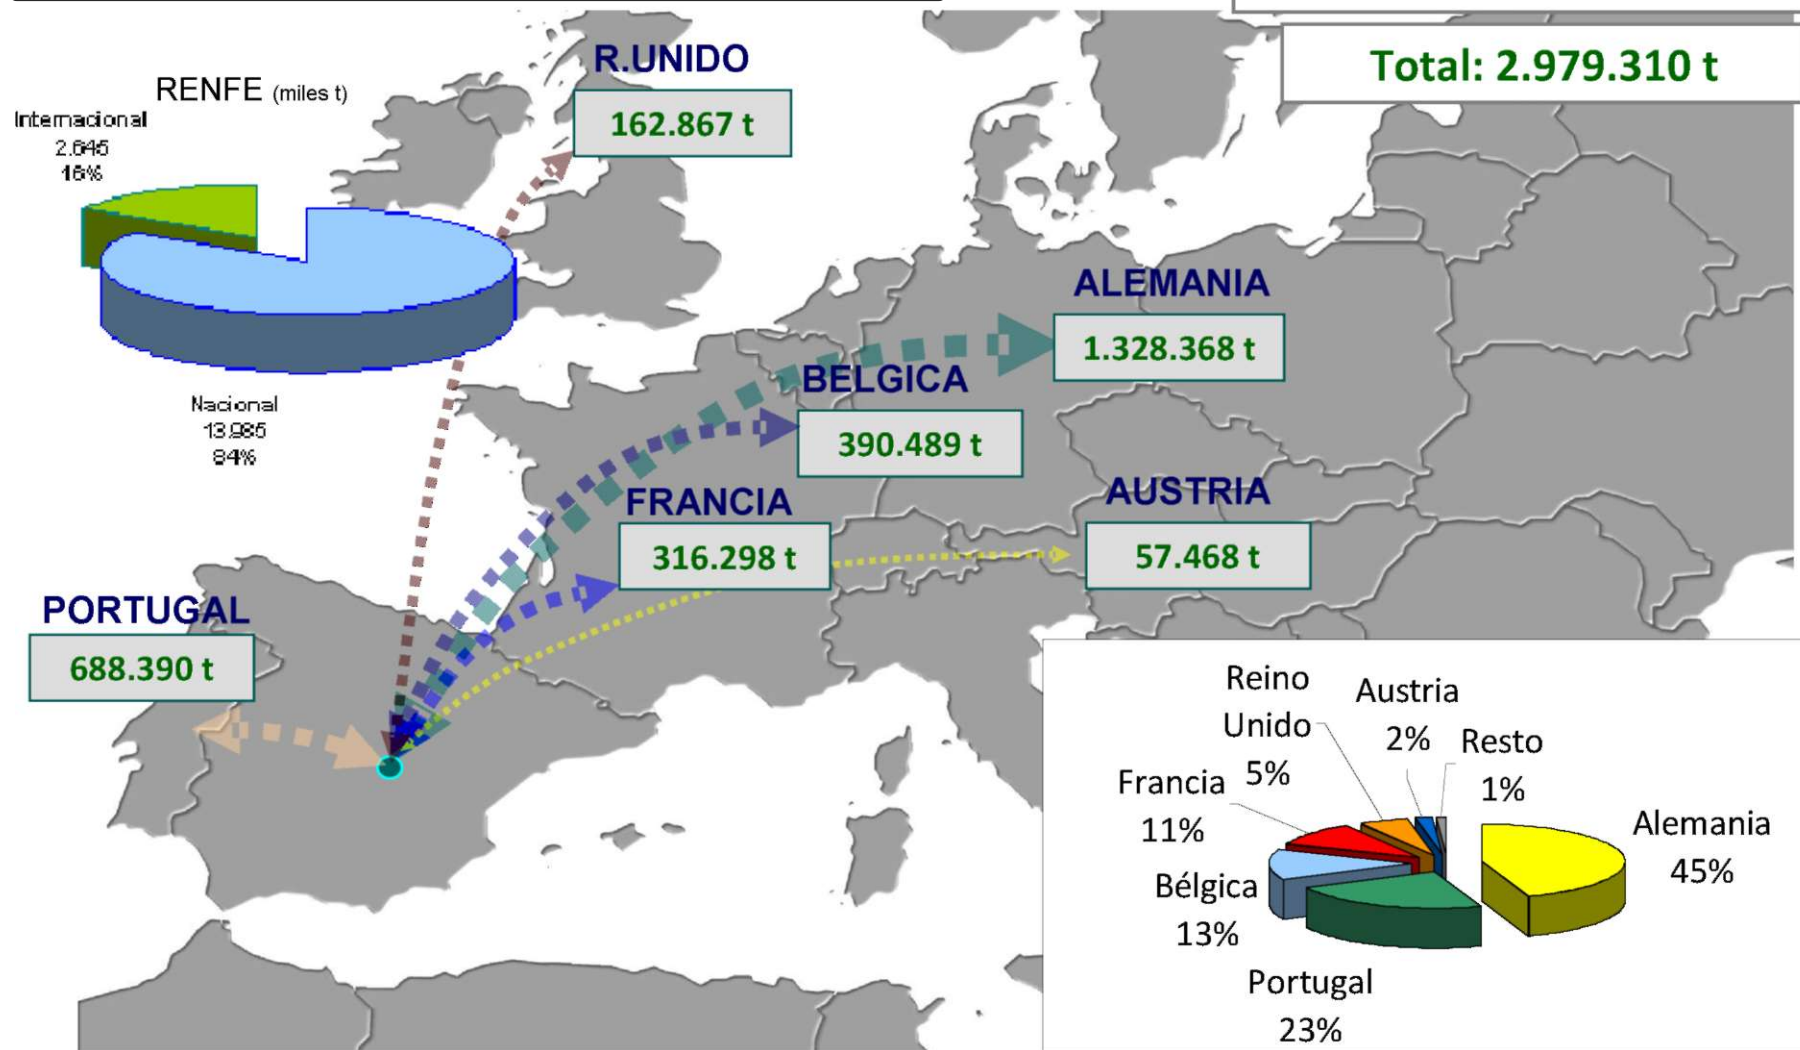 Total: 2.979.310 t
R.UNIDO
162.867 t
RENFE (miles t)
Internacional
2.645
16%
Nacional
13.985
84%
ALEMANIA
1.328.368 t
BELGICA
390.489 t
FRANCIA
316.298 t
AUSTRIA
57.468 t
PORTUGAL
688.390 t
Reino
Unido
5%
Austria
2%
Resto
1%
Francia
11%
Alemania
45%
Bélgica
13%
Portugal
23%